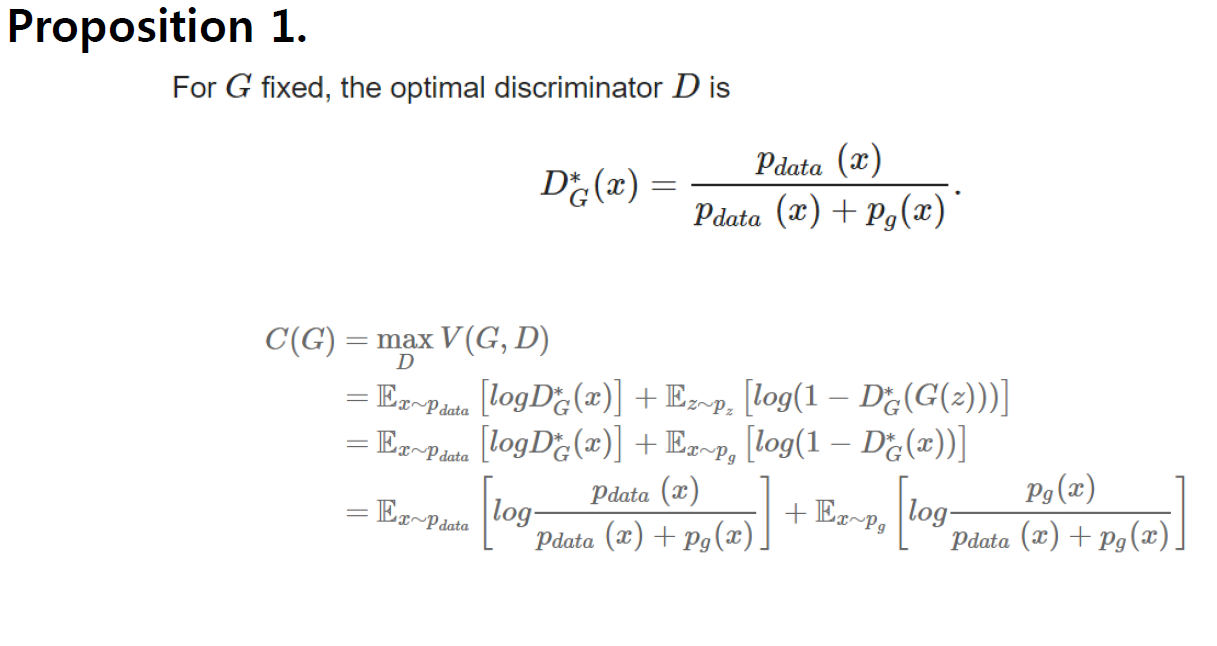 Proposition 1.
For G fixed, the optimal discriminator D is
D*_G(x) = p_data (x) / (p_data (x) + p_g(x)).
C(G) = max_D V(G, D)
= 𝔼_{x∼p_data} [logD*_G(x)] + 𝔼_{z∼p_z} [log(1 − D*_G(G(z)))]
= 𝔼_{x∼p_data} [logD*_G(x)] + 𝔼_{x∼p_g} [log(1 − D*_G(x))]
= 𝔼_{x∼p_data} [log p_data (x) / (p_data (x) + p_g(x))] + 𝔼_{x∼p_g} [log p_g(x) / (p_data (x) + p_g(x))]